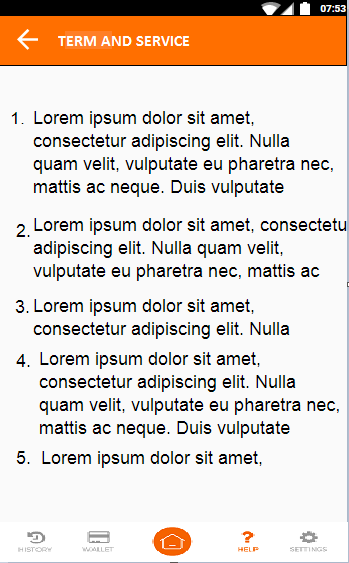 07:53
TERM AND SERVICE
1. Lorem ipsum dolor sit amet,
consectetur adipiscing elit. Nulla
quam velit, vulputate eu pharetra nec,
mattis ac neque. Duis vulputate
2. Lorem ipsum dolor sit amet, consectetu
adipiscing elit. Nulla quam velit,
vulputate eu pharetra nec, mattis ac
3. Lorem ipsum dolor sit amet,
consectetur adipiscing elit. Nulla
4. Lorem ipsum dolor sit amet,
consectetur adipiscing elit. Nulla
quam velit, vulputate eu pharetra nec,
mattis ac neque. Duis vulputate
5. Lorem ipsum dolor sit amet,
HISTORY WALLET HELP SETTINGS